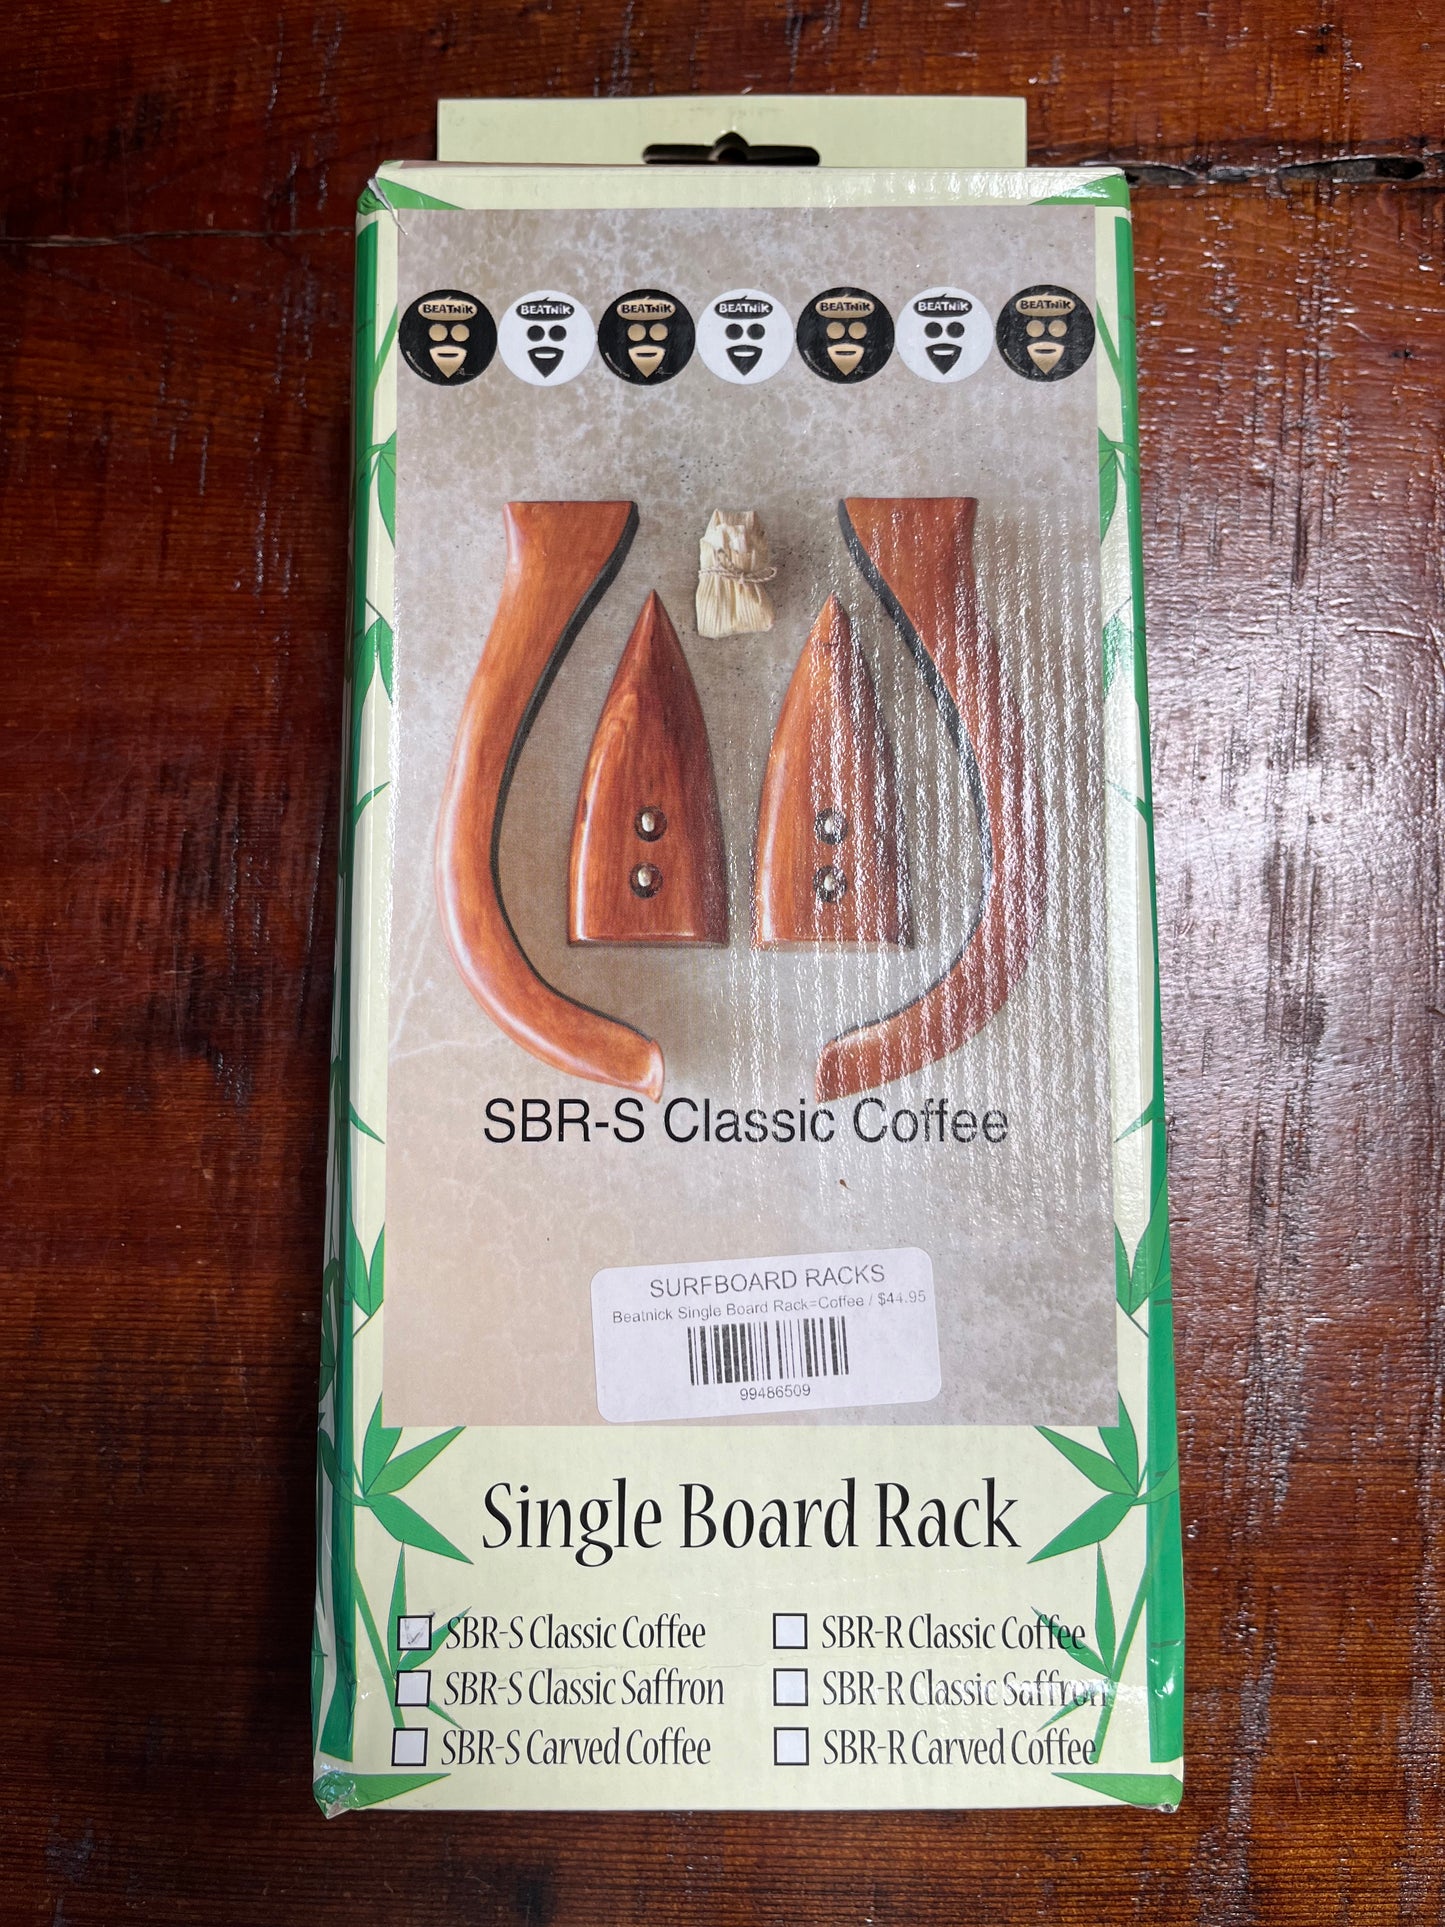 BEATNiK BEATNiK BEATNiK BEATNiK BEATNiK BEATNiK BEATNiK
SBR-S Classic Coffee
SURFBOARD RACKS
Beatnick Single Board Rack=Coffee / $44.95
99486509
Single Board Rack
SBR-S Classic Coffee
SBR-R Classic Coffee
SBR-S Classic Saffron
SBR-R Classic Saffron
SBR-S Carved Coffee
SBR-R Carved Coffee